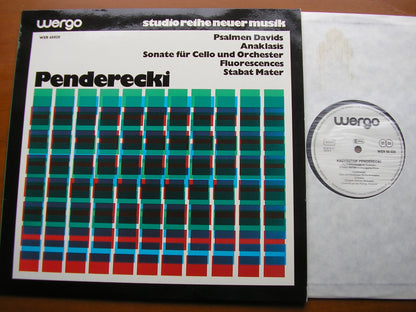 wergo studio reihe neuer musik
WER 60020
Psalmen Davids
Anaklasis
Sonate für Cello und Orchester
Fluorescences
Stabat Mater
Penderecki
wergo
KRZYSZTOF PENDERECKI